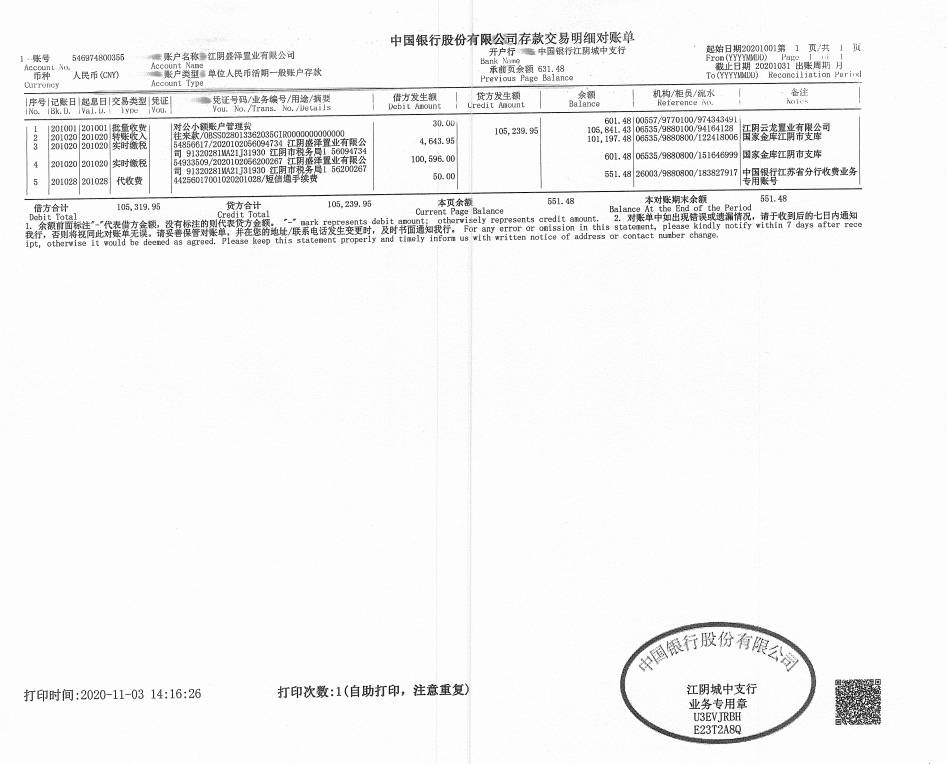 中国银行股份有限公司存款交易明细对账单
账号 546974800355 账户名称 江阴盛泽置业有限公司 开户行 中国银行江阴城中支行 起始日期20201001 第 1 页/共 1 页
Account No. Account Name Bank Name From(YYYYMMDD) Page 1 of 1
币种 人民币(CNY) 账户类型 单位人民币活期一般账户存款 承前页余额 631.48 截止日期 20201031 出账周期 月
Currency Account Type Previous Page Balance To(YYYYMMDD) Reconciliation Period
序号 记账日 起息日 交易类型 凭证 凭证号码/业务编号/用途/摘要 借方发生额 贷方发生额 余额 机构/柜员/流水 备注
No. Bk.D. Val.D. Type Vou. Vou. No./Trans. No./Details Debit Amount Credit Amount Balance Reference No. Notes
1 201001 201001 批量收费 对公小额账户管理费 30.00 601.48 00557/9770100/974343491
2 201020 201020 转账收入 往来款/OBSS028013362035GIR0000000000000 105,239.95 105,841.43 06535/9880100/94164128 江阴云龙置业有限公司
3 201020 201020 实时缴税 54856617/2020102056094734 江阴盛泽置业有限公 4,643.95 101,197.48 06535/9880800/122418006 国家金库江阴市支库
司 91320281MA21J31930 江阴市税务局1 56094734
4 201020 201020 实时缴税 54933509/2020102056200267 江阴盛泽置业有限公 100,596.00 601.48 06535/9880800/151646999 国家金库江阴市支库
司 91320281MA21J31930 江阴市税务局1 56200267
5 201028 201028 代收费 44256017001020201028/短信通手续费 50.00 551.48 26003/9880800/183827917 中国银行江苏省分行代收费业务
专用账号
借方合计 105,319.95 贷方合计 105,239.95 本页余额 551.48 本对账期末余额 551.48
Debit Total Credit Total Current Page Balance Balance At the End of the Period
1. 余额前面标注"-"代表借方金额, 没有标注的则代表贷方金额。 "-" mark represents debit amount; otherwisely represents credit amount. 2. 对账单中如出现错误或遗漏情况, 请于收到后的七日内通知
我行, 否则将视同此对账单无误。请妥善保管对账单, 并在您的地址/联系电话发生变更时, 及时书面通知我行。 For any error or omission in this statement, please kindly notify within 7 days after rece
ipt, otherwise it would be deemed as agreed. Please keep this statement properly and timely inform us with written notice of address or contact number change.
中国银行股份有限公司
江阴城中支行
业务专用章
U3EVJRBH
E23T2A8Q
打印时间:2020-11-03 14:16:26 打印次数:1(自助打印, 注意重复)